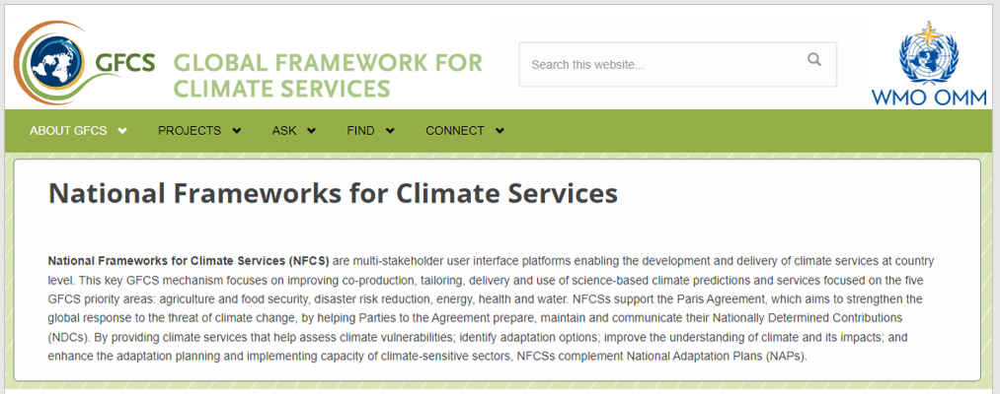 GFCS
GLOBAL FRAMEWORK FOR
CLIMATE SERVICES
Search this website...
WMO OMM
ABOUT GFCS
PROJECTS
ASK
FIND
CONNECT
National Frameworks for Climate Services
National Frameworks for Climate Services (NFCS) are multi-stakeholder user interface platforms enabling the development and delivery of climate services at country
level. This key GFCS mechanism focuses on improving co-production, tailoring, delivery and use of science-based climate predictions and services focused on the five
GFCS priority areas: agriculture and food security, disaster risk reduction, energy, health and water. NFCSs support the Paris Agreement, which aims to strengthen the
global response to the threat of climate change, by helping Parties to the Agreement prepare, maintain and communicate their Nationally Determined Contributions
(NDCs). By providing climate services that help assess climate vulnerabilities; identify adaptation options; improve the understanding of climate and its impacts; and
enhance the adaptation planning and implementing capacity of climate-sensitive sectors, NFCSs complement National Adaptation Plans (NAPs).